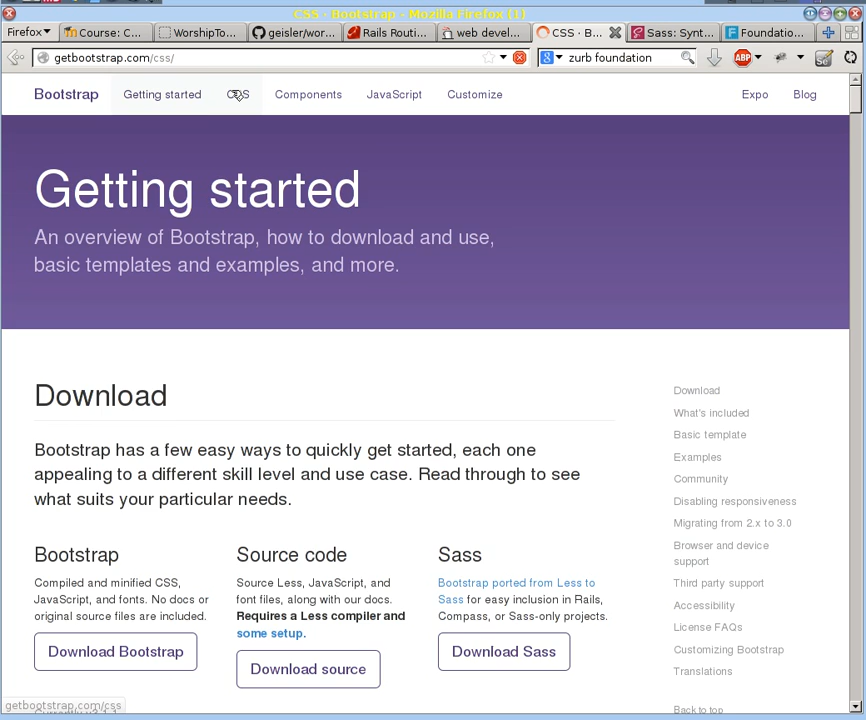 CSS · Bootstrap - Mozilla Firefox [1]
Firefox
Course: C...
WorshipTo...
geisler/wor...
Rails Routi...
web devel...
CSS · B...
Sass: Synt...
Foundatio...
getbootstrap.com/css/
zurb foundation
ABP
Bootstrap
Getting started
CSS
Components
JavaScript
Customize
Expo
Blog
Getting started
An overview of Bootstrap, how to download and use,
basic templates and examples, and more.
Download
Bootstrap has a few easy ways to quickly get started, each one
appealing to a different skill level and use case. Read through to see
what suits your particular needs.
Bootstrap
Compiled and minified CSS,
JavaScript, and fonts. No docs or
original source files are included.
Download Bootstrap
Source code
Source Less, JavaScript, and
font files, along with our docs.
Requires a Less compiler and
some setup.
Download source
Sass
Bootstrap ported from Less to
Sass for easy inclusion in Rails,
Compass, or Sass-only projects.
Download Sass
Download
What's included
Basic template
Examples
Community
Disabling responsiveness
Migrating from 2.x to 3.0
Browser and device
support
Third party support
Accessibility
License FAQs
Customizing Bootstrap
Translations
Back to top
getbootstrap.com/css